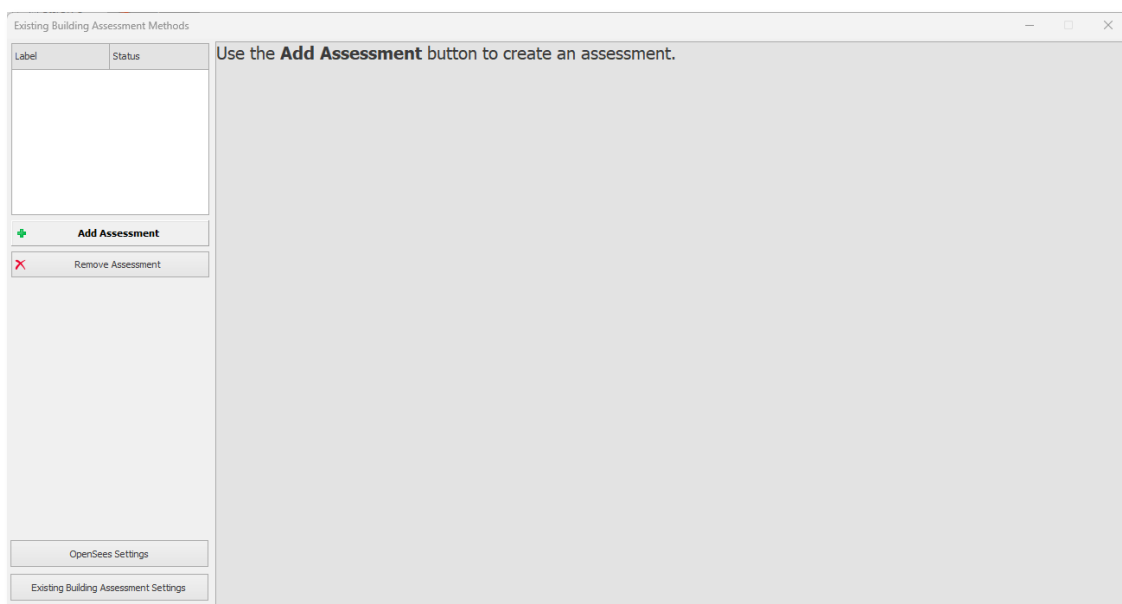 Existing Building Assessment Methods
Label Status
Use the Add Assessment button to create an assessment.
Add Assessment
Remove Assessment
OpenSees Settings
Existing Building Assessment Settings